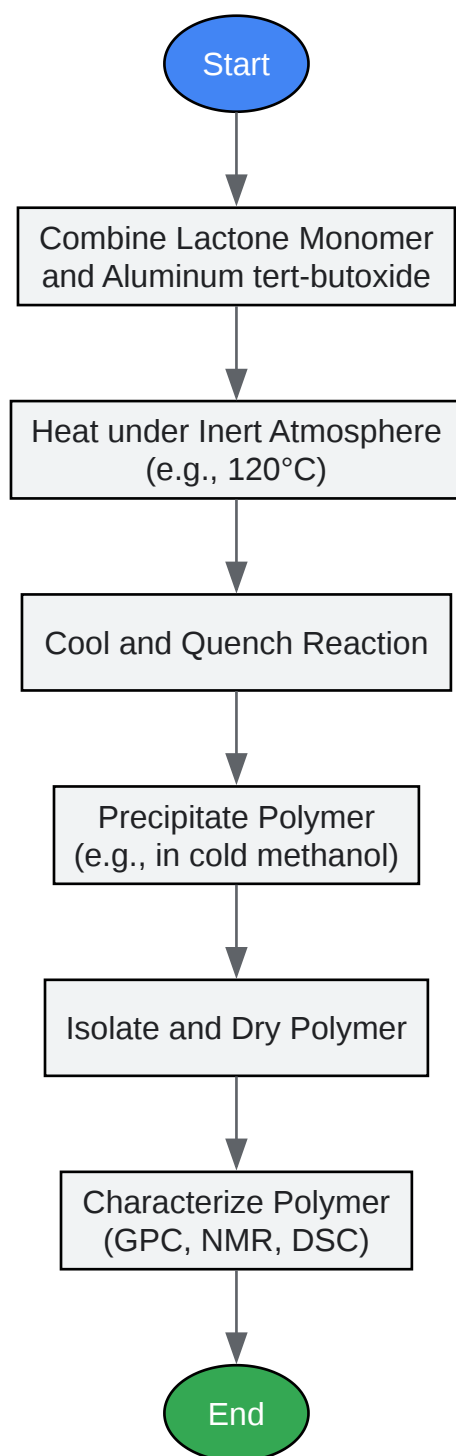 Start
Combine Lactone Monomer
and Aluminum tert-butoxide
Heat under Inert Atmosphere
(e.g., 120°C)
Cool and Quench Reaction
Precipitate Polymer
(e.g., in cold methanol)
Isolate and Dry Polymer
Characterize Polymer
(GPC, NMR, DSC)
End